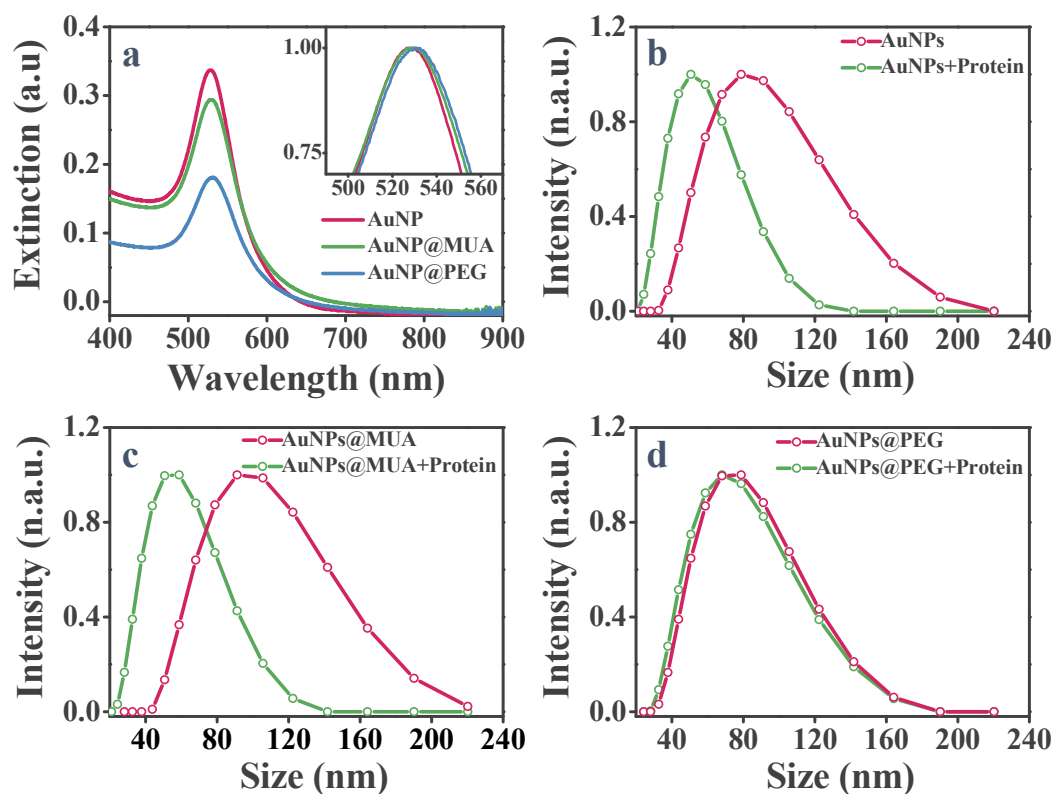 a
Extinction (a.u)
0.4
0.3
0.2
0.1
0.0
400 500 600 700 800 900
Wavelength (nm)
1.00
0.75
500 520 540 560
AuNP
AuNP@MUA
AuNP@PEG
b
Intensity (n.a.u.)
1.2
0.8
0.4
0.0
40 80 120 160 200 240
Size (nm)
AuNPs
AuNPs+Protein
c
Intensity (n.a.u.)
1.2
0.8
0.4
0.0
40 80 120 160 200 240
Size (nm)
AuNPs@MUA
AuNPs@MUA+Protein
d
Intensity (n.a.u.)
1.2
0.8
0.4
0.0
40 80 120 160 200 240
Size (nm)
AuNPs@PEG
AuNPs@PEG+Protein